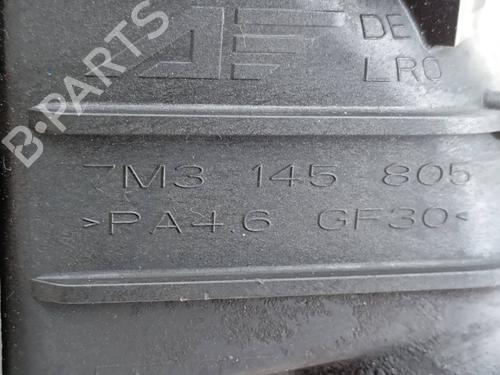 DE
LRO
7M3 145 805
>PA4.6 GF30<
B-PARTS